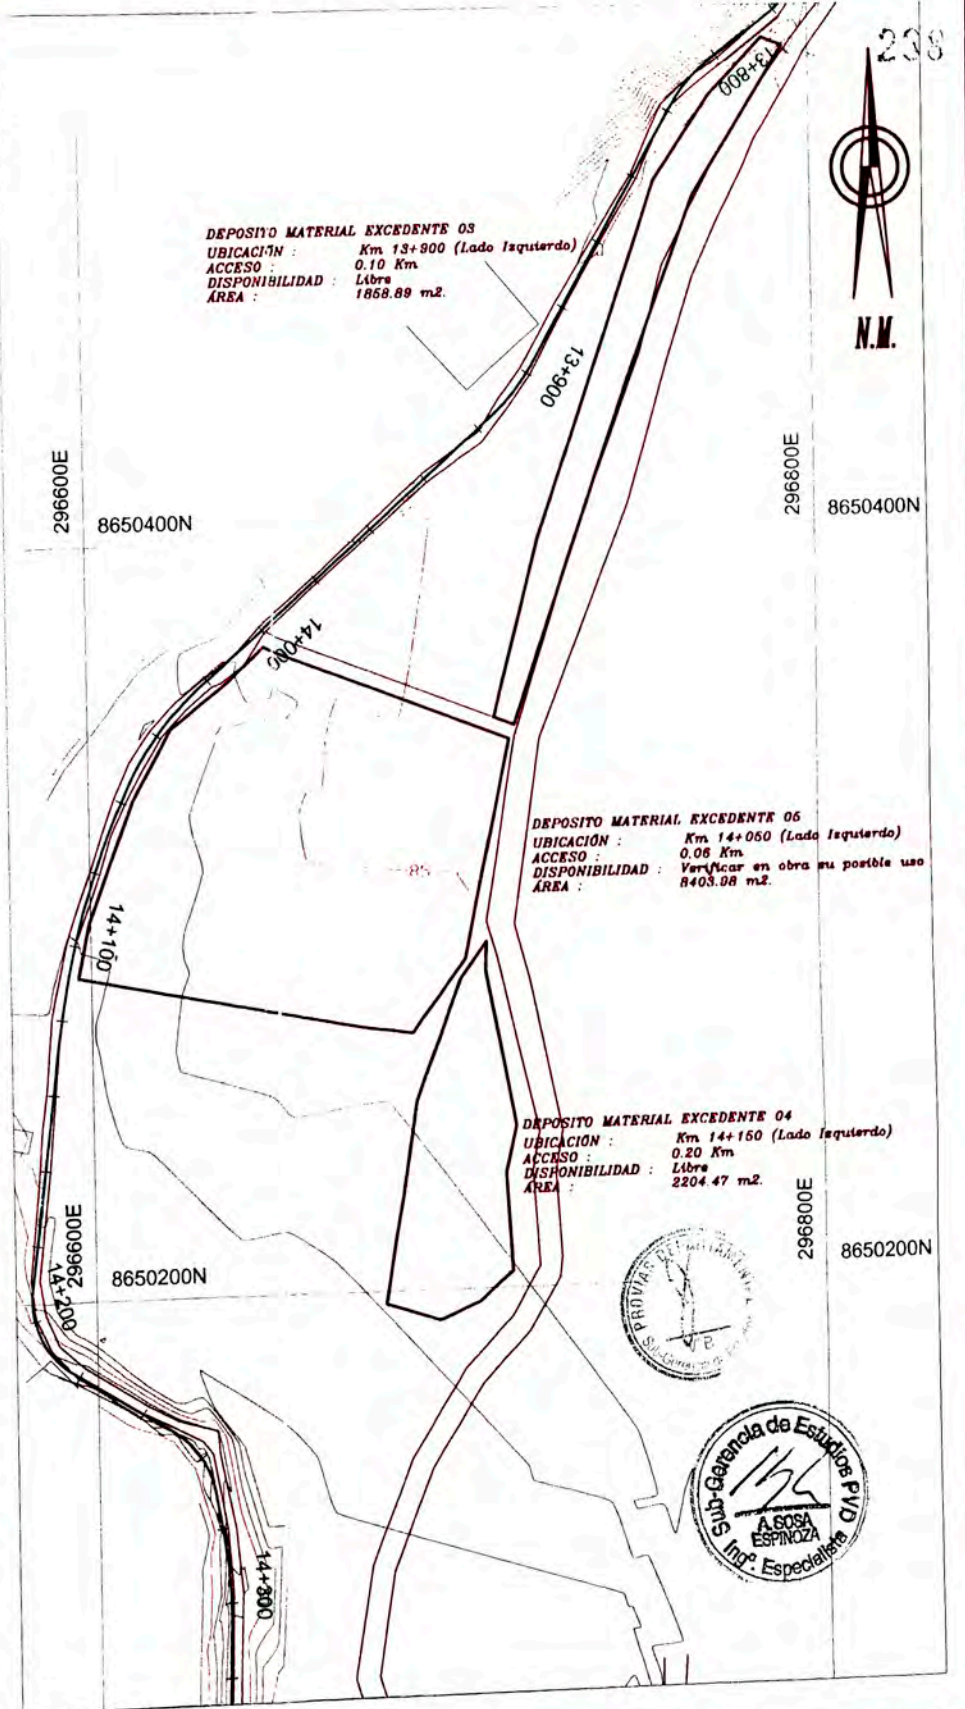 238
13+800
DEPOSITO MATERIAL EXCEDENTE 03
UBICACIÓN : Km 13+900 (Lado Izquierdo)
ACCESO : 0.10 Km
DISPONIBILIDAD : Libre
ÁREA : 1858.89 m2.
N.M.
13+900
296600E
8650400N
296800E
8650400N
14+000
DEPOSITO MATERIAL EXCEDENTE 05
UBICACIÓN : Km 14+050 (Lado Izquierdo)
ACCESO : 0.06 Km
DISPONIBILIDAD : Verificar en obra su posible uso
ÁREA : 8403.98 m2.
85
14+100
DEPOSITO MATERIAL EXCEDENTE 04
UBICACIÓN : Km 14+150 (Lado Izquierdo)
ACCESO : 0.20 Km
DISPONIBILIDAD : Libre
ÁREA : 2204.47 m2.
296600E
8650200N
296800E
8650200N
14+200
PROVIAS
Sub-Gerencia de Estudios PVD
A. SOSA
ESPINOZA
Ingº. Especialista
14+300